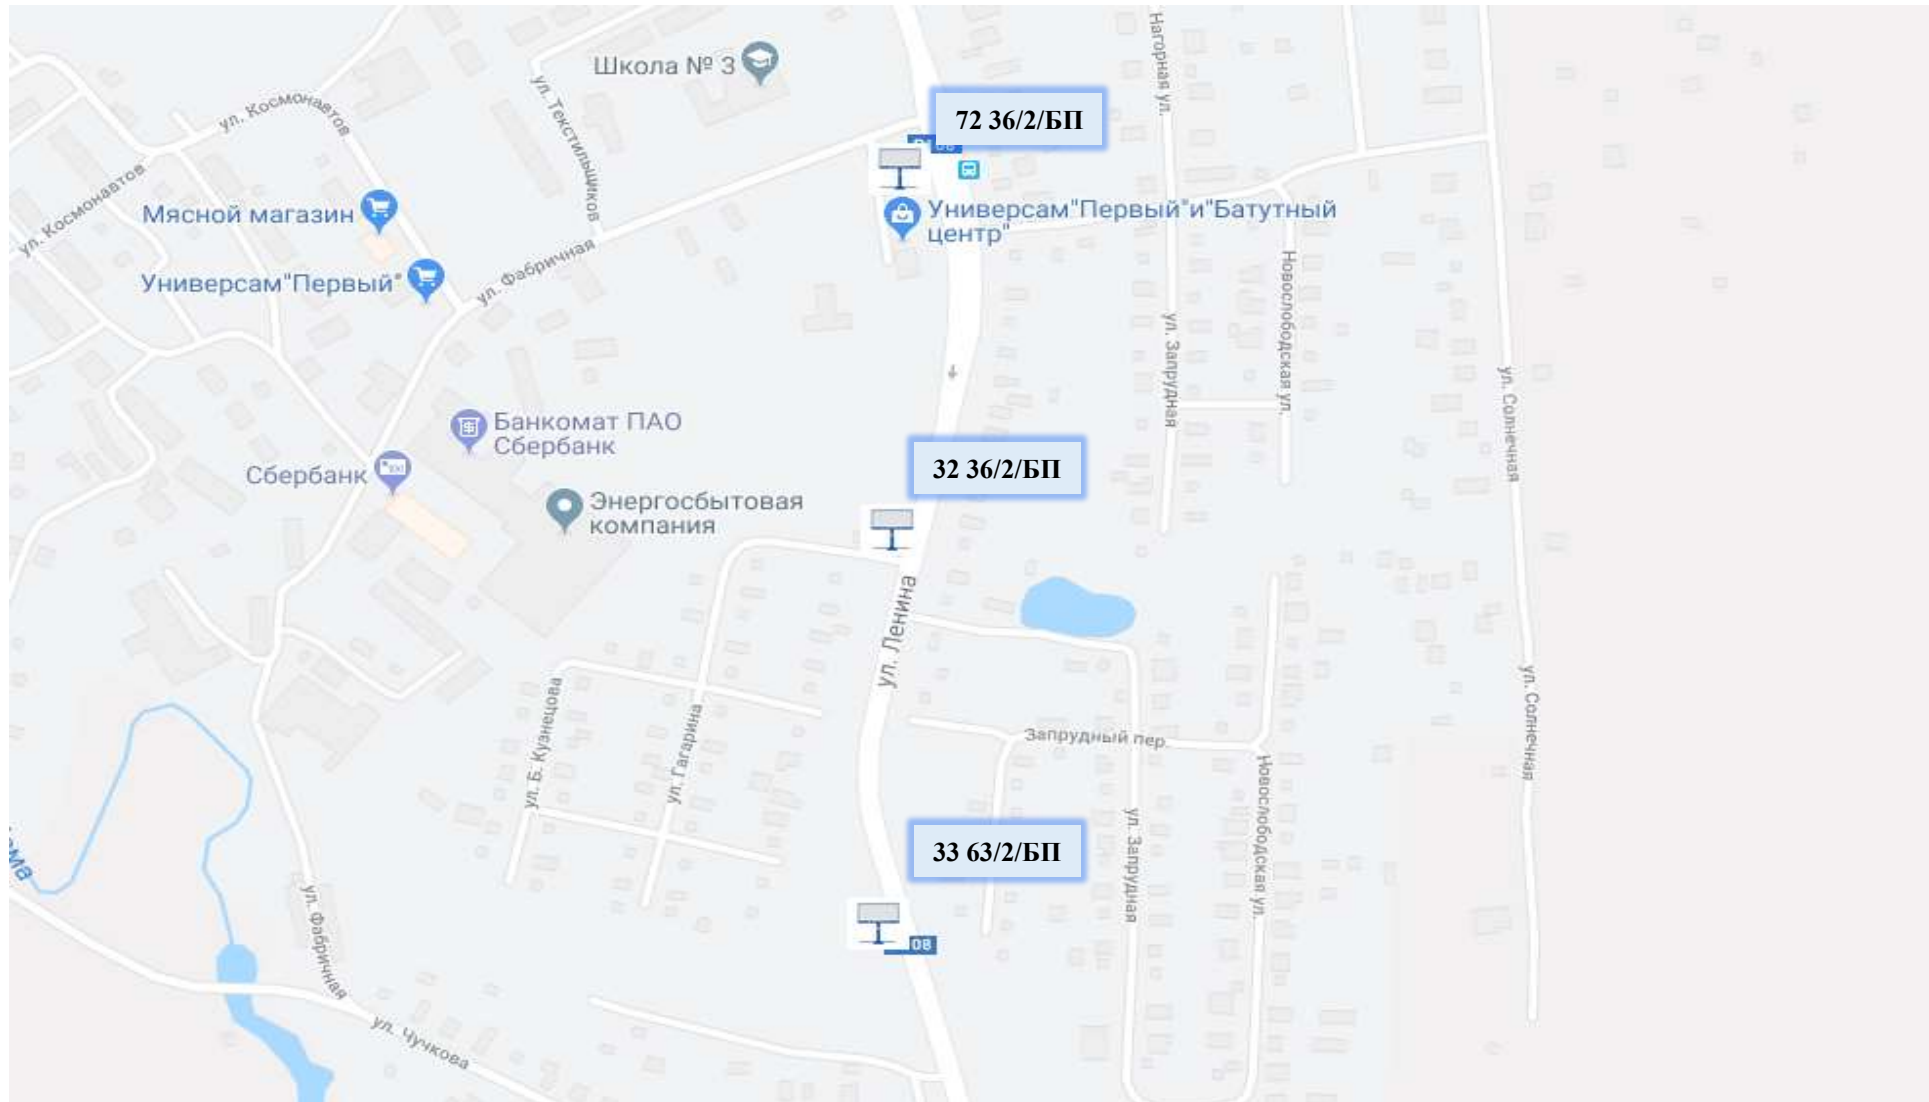 Нагорная ул.
Школа № 3
ул. Космонавтов
ул. Текстильщиков
72 36/2/БП
ул. Космонавтов
Мясной магазин
Универсам"Первый"и"Батутный
центр"
Универсам"Первый"
ул. Фабричная
Новослободская ул.
ул. Запрудная
ул. Солнечная
Банкомат ПАО
Сбербанк
Сбербанк
32 36/2/БП
Энергосбытовая
компания
ул. Ленина
ул. Б. Кузнецова
ул. Гагарина
Запрудный пер.
ул. Солнечная
Новослободская ул.
ул. Запрудная
33 63/2/БП
08
ул. Фабричная
ул. Чучкова